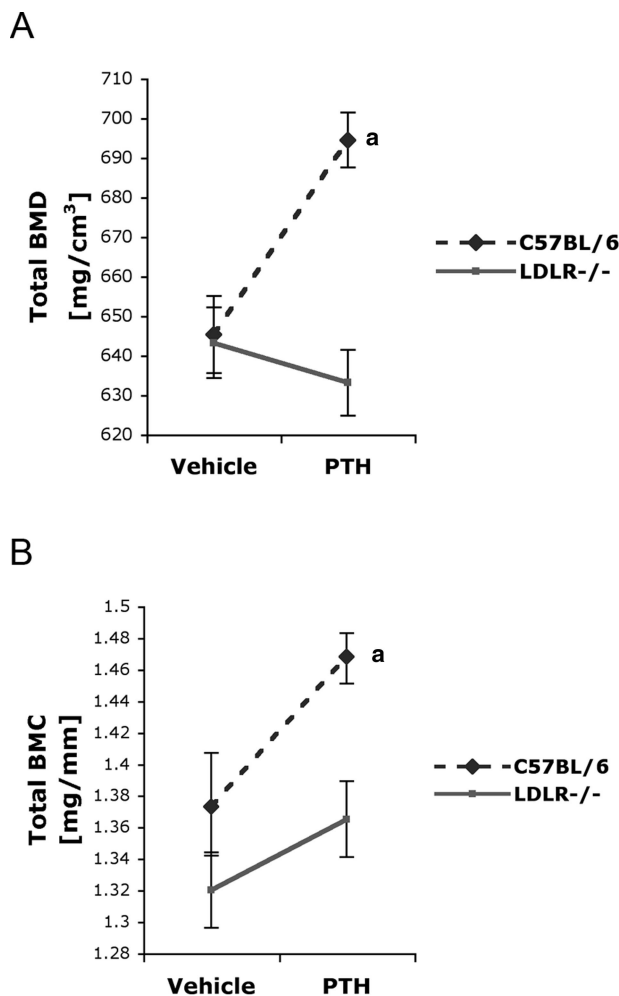 A
710
700
690
680
670
660
650
640
630
620
Total BMD
[mg/cm³]
a
C57BL/6
LDLR-/-
Vehicle PTH
B
1.5
1.48
1.46
1.44
1.42
1.4
1.38
1.36
1.34
1.32
1.3
1.28
Total BMC
[mg/mm]
a
C57BL/6
LDLR-/-
Vehicle PTH